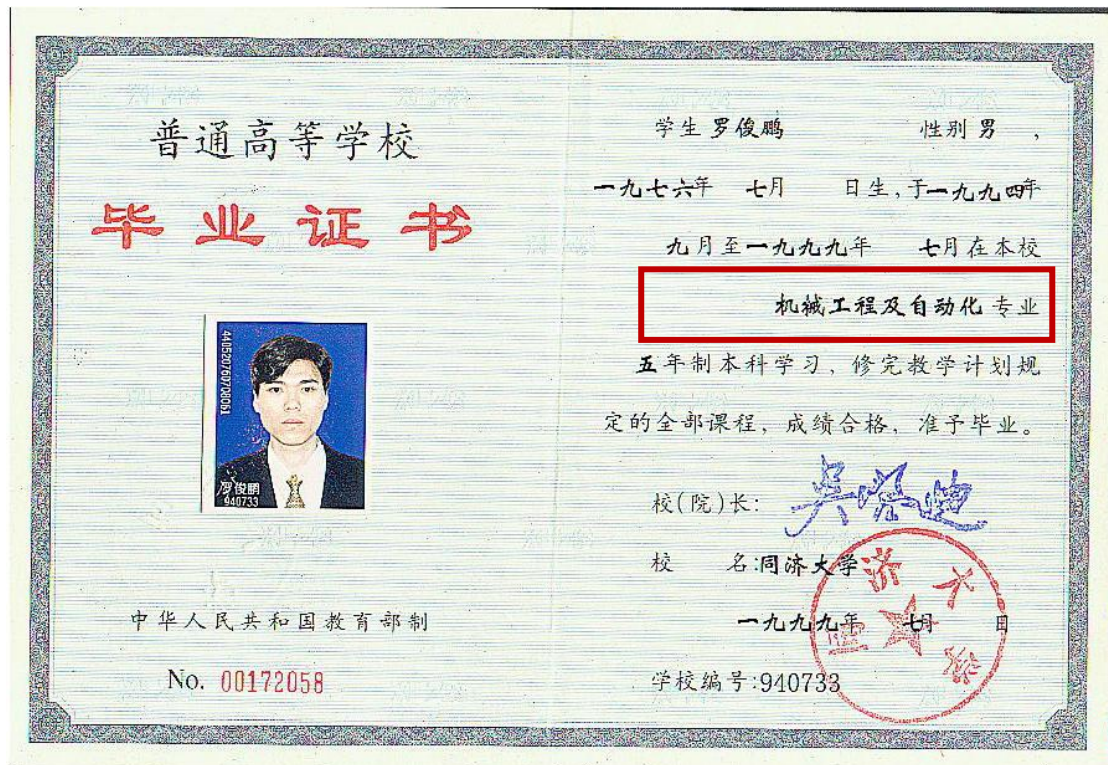 普通高等学校
毕业证书
440520760708061
罗俊鹏
940733
中华人民共和国教育部制
No. 00172058
学生 罗俊鹏 性别 男 ,
一九七六年 七月 日生,于一九九四年
九月至一九九九年 七月在本校
机械工程及自动化 专业
五年制本科学习，修完教学计划规
定的全部课程，成绩合格，准予毕业。
校(院)长:
校 名:同济大学
一九九九年 七月 日
学校编号:940733
同济大学